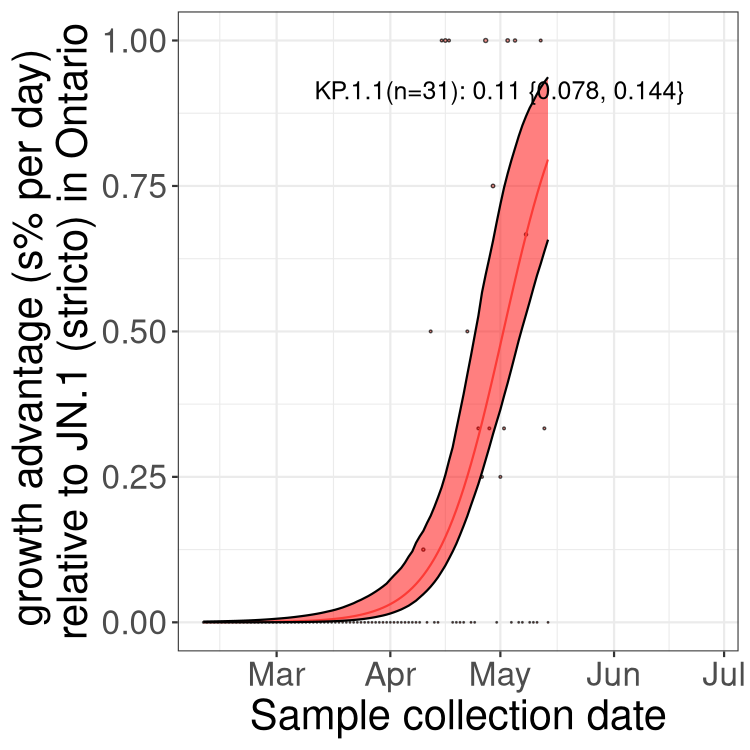 growth advantage (s% per day)
relative to JN.1 (stricto) in Ontario
1.00
0.75
0.50
0.25
0.00
KP.1.1(n=31): 0.11 {0.078, 0.144}
Mar Apr May Jun Jul
Sample collection date